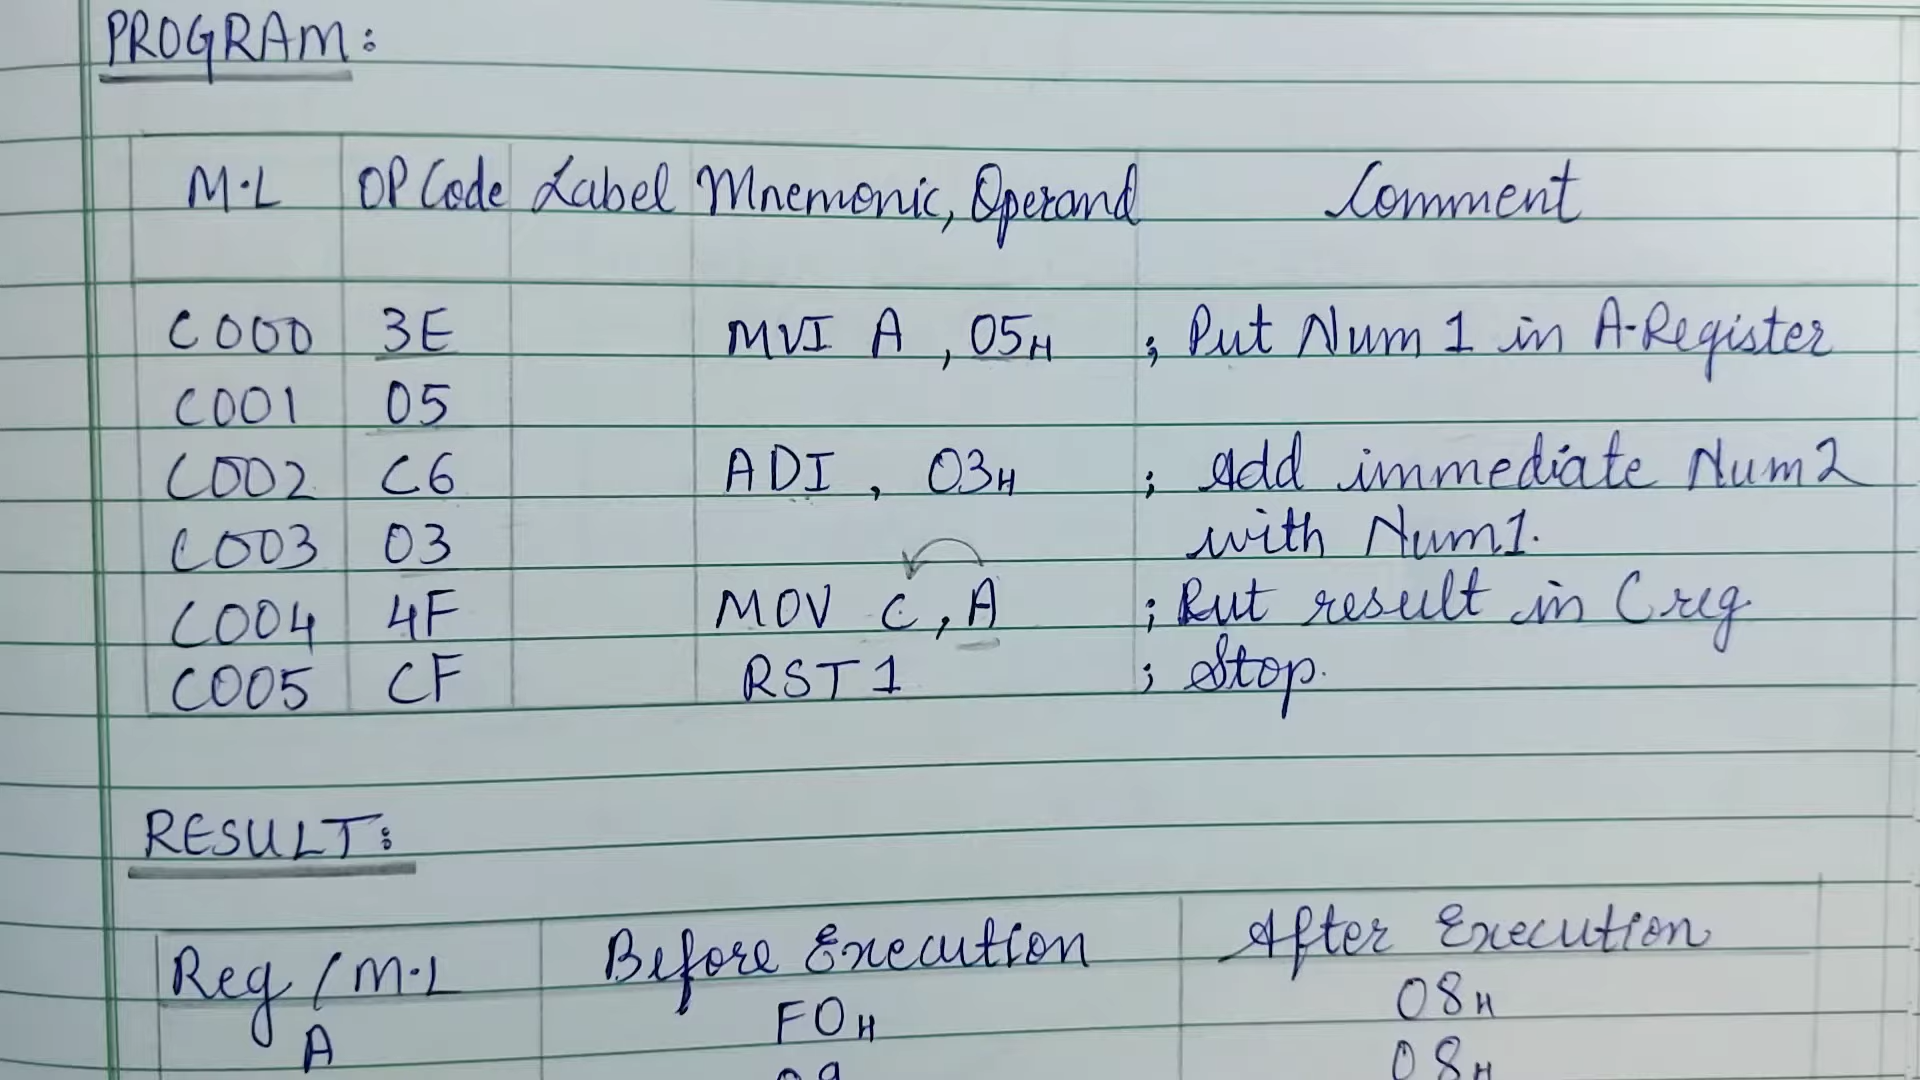 PROGRAM:
M.L OP Code Label Mnemonic, Operand Comment
C000 3E MVI A, 05H ; Put Num 1 in A-Register
C001 05
C002 C6 ADI, 03H ; Add immediate Num2
C003 03 with Num1.
C004 4F MOV C, A ; Put result in C reg
C005 CF RST 1 ; Stop.
RESULT:
Reg / M.L Before Execution After Execution
A F0H 08H
08H